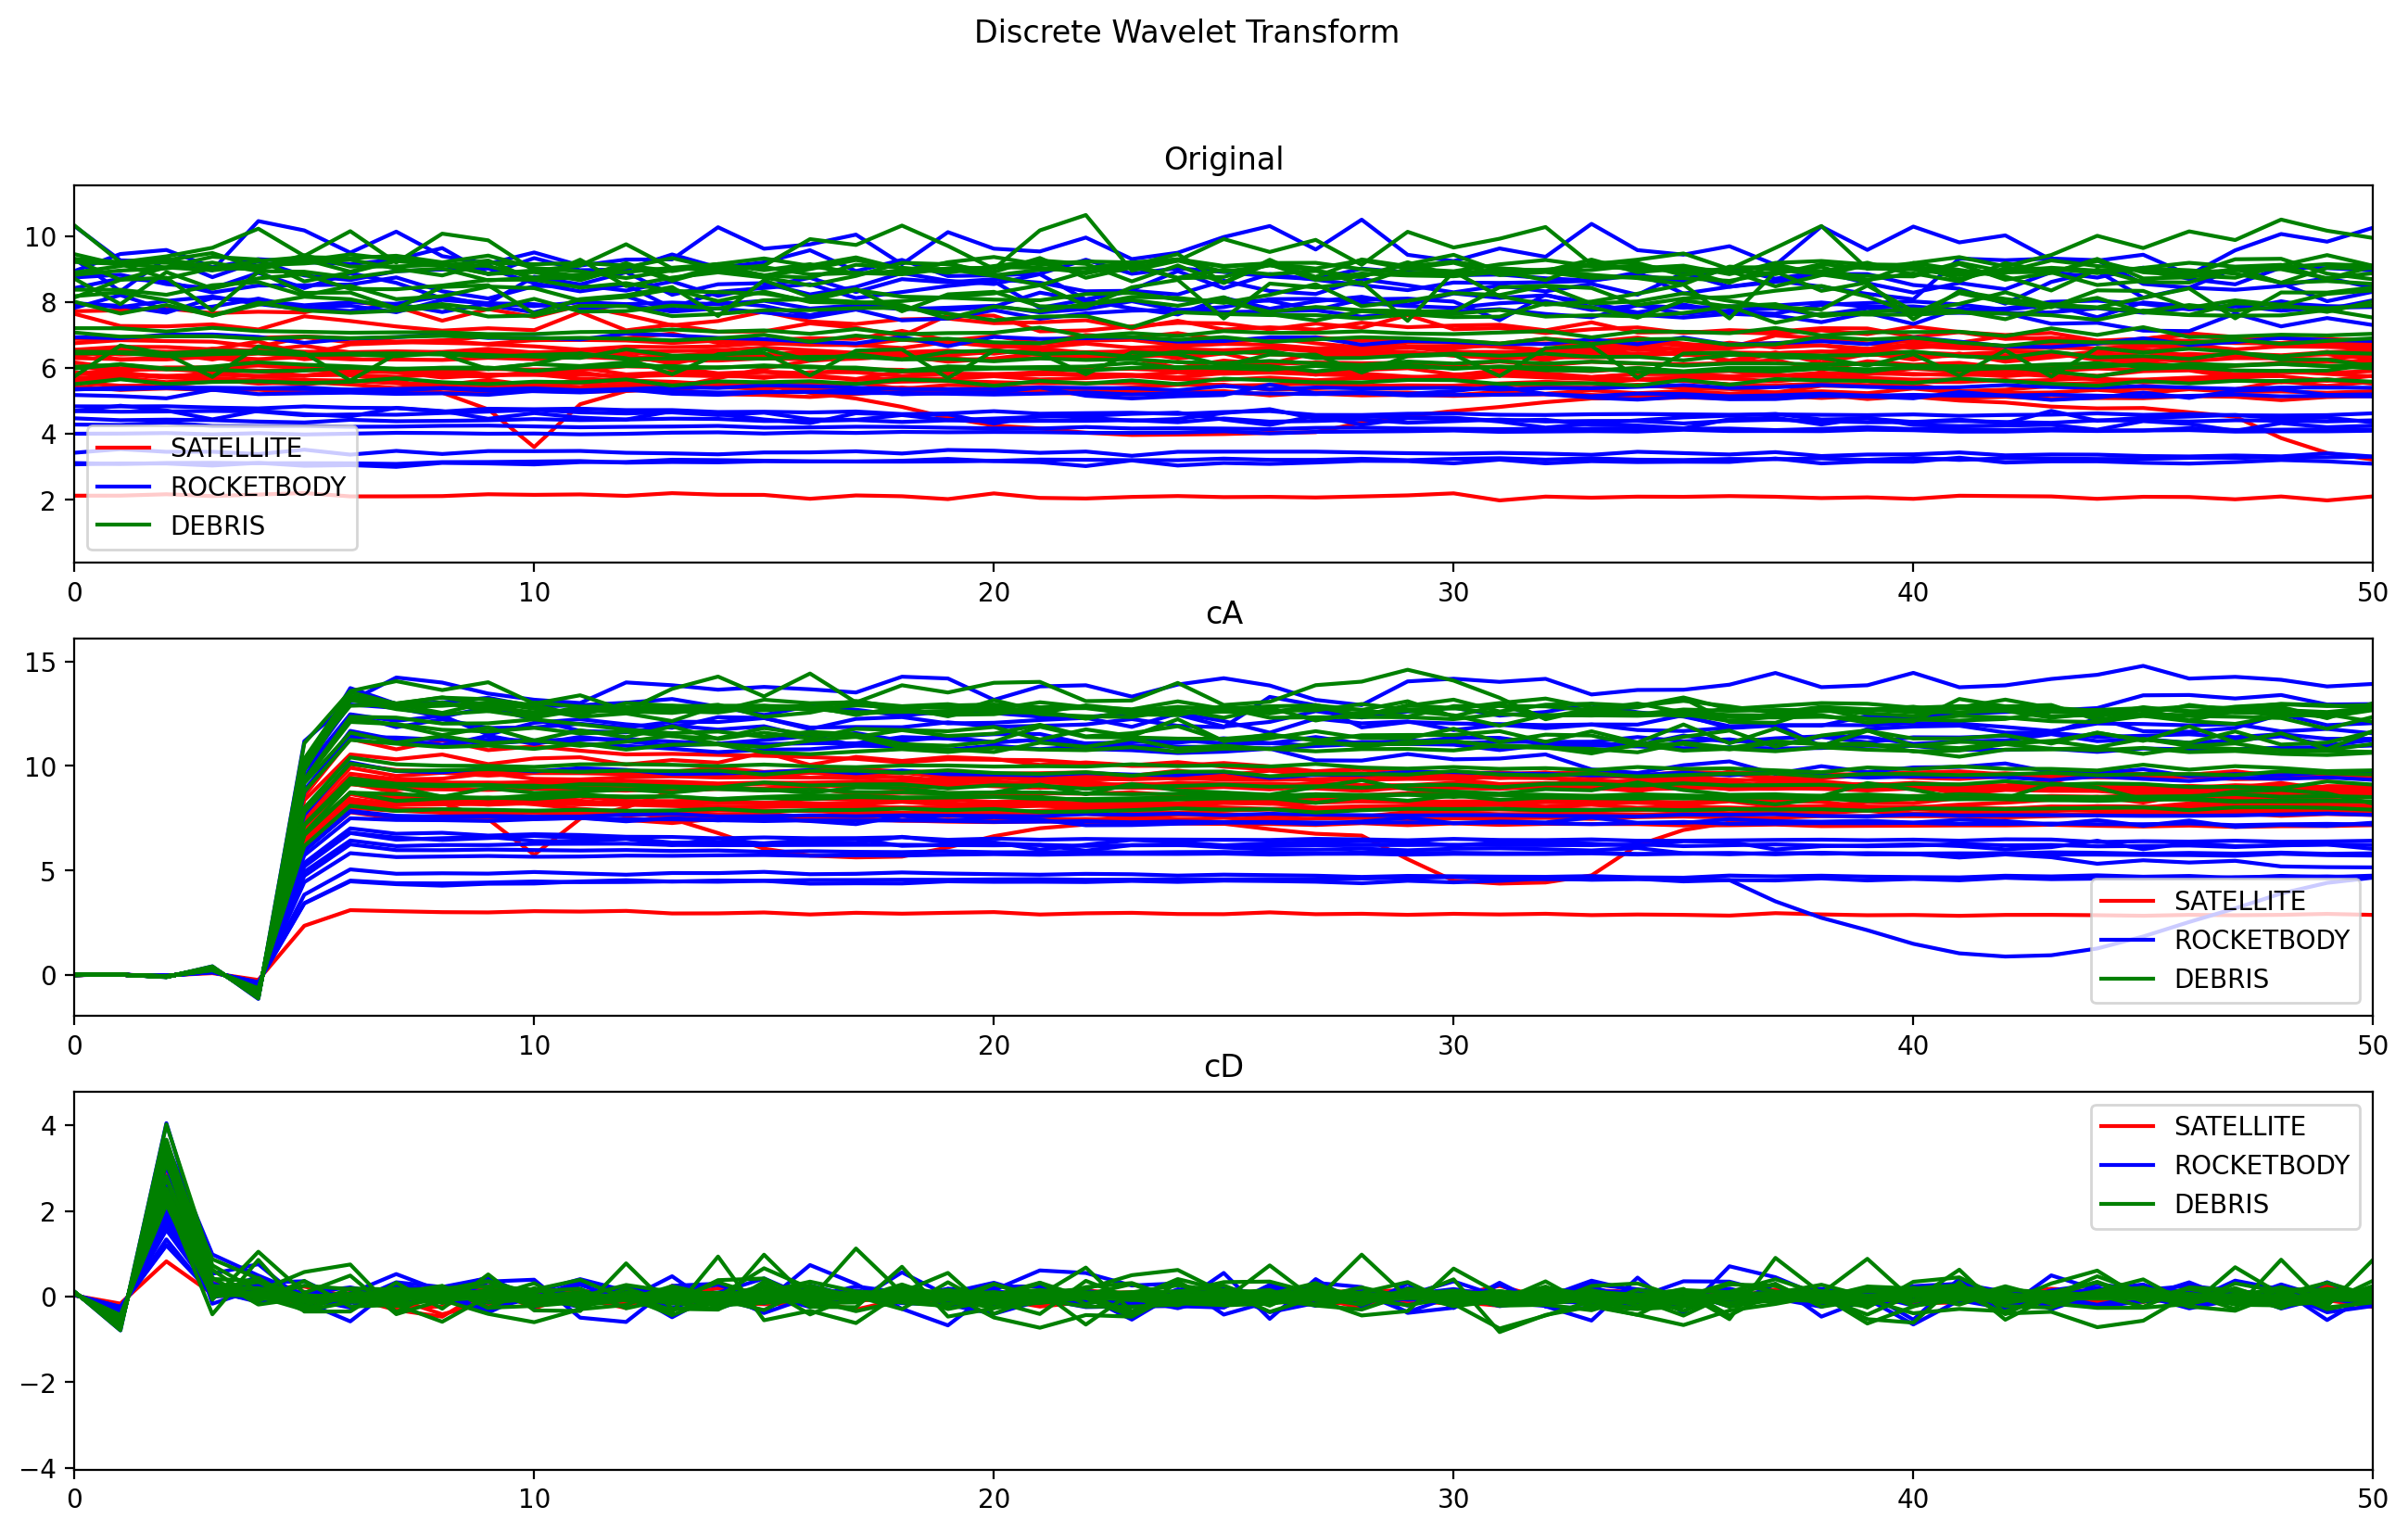 Discrete Wavelet Transform
Original
10
8
6
4
2
SATELLITE
ROCKETBODY
DEBRIS
0 10 20 30 40 50
cA
15
10
5
0
SATELLITE
ROCKETBODY
DEBRIS
0 10 20 30 40 50
cD
4
2
0
−2
−4
SATELLITE
ROCKETBODY
DEBRIS
0 10 20 30 40 50